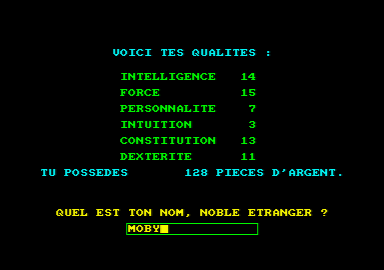 VOICI TES QUALITES :
INTELLIGENCE 14
FORCE 15
PERSONNALITE 7
INTUITION 3
CONSTITUTION 13
DEXTERITE 11
TU POSSEDES 128 PIECES D'ARGENT.
QUEL EST TON NOM, NOBLE ETRANGER ?
MOBY